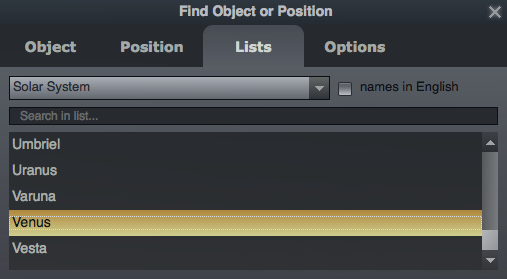 Find Object or Position
Object Position Lists Options
Solar System names in English
Search in list...
Umbriel
Uranus
Varuna
Venus
Vesta